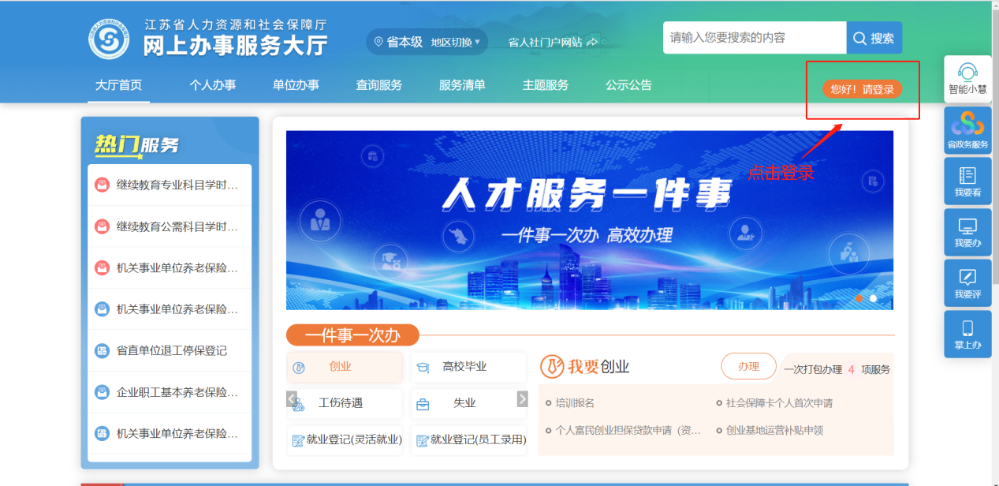 江苏省人力资源和社会保障厅
网上办事服务大厅
省本级 地区切换▼
省人社门户网站
请输入您要搜索的内容
搜索
大厅首页 个人办事 单位办事 查询服务 服务清单 主题服务 公示公告
您好！请登录
点击登录
智能小慧
省政务服务
我要看
我要办
我要评
掌上办
热门服务
继续教育专业科目学时...
继续教育公需科目学时...
机关事业单位养老保险...
机关事业单位养老保险...
省直单位退工停保登记
企业职工基本养老保险...
机关事业单位养老保险...
人才服务一件事
一件事一次办 高效办理
一件事一次办
创业 高校毕业
工伤待遇 失业
就业登记(灵活就业) 就业登记(员工录用)
我要创业
办理
一次打包办理 4 项服务
培训报名 社会保障卡个人首次申请
个人富民创业担保贷款申请（资... 创业基地运营补贴申领